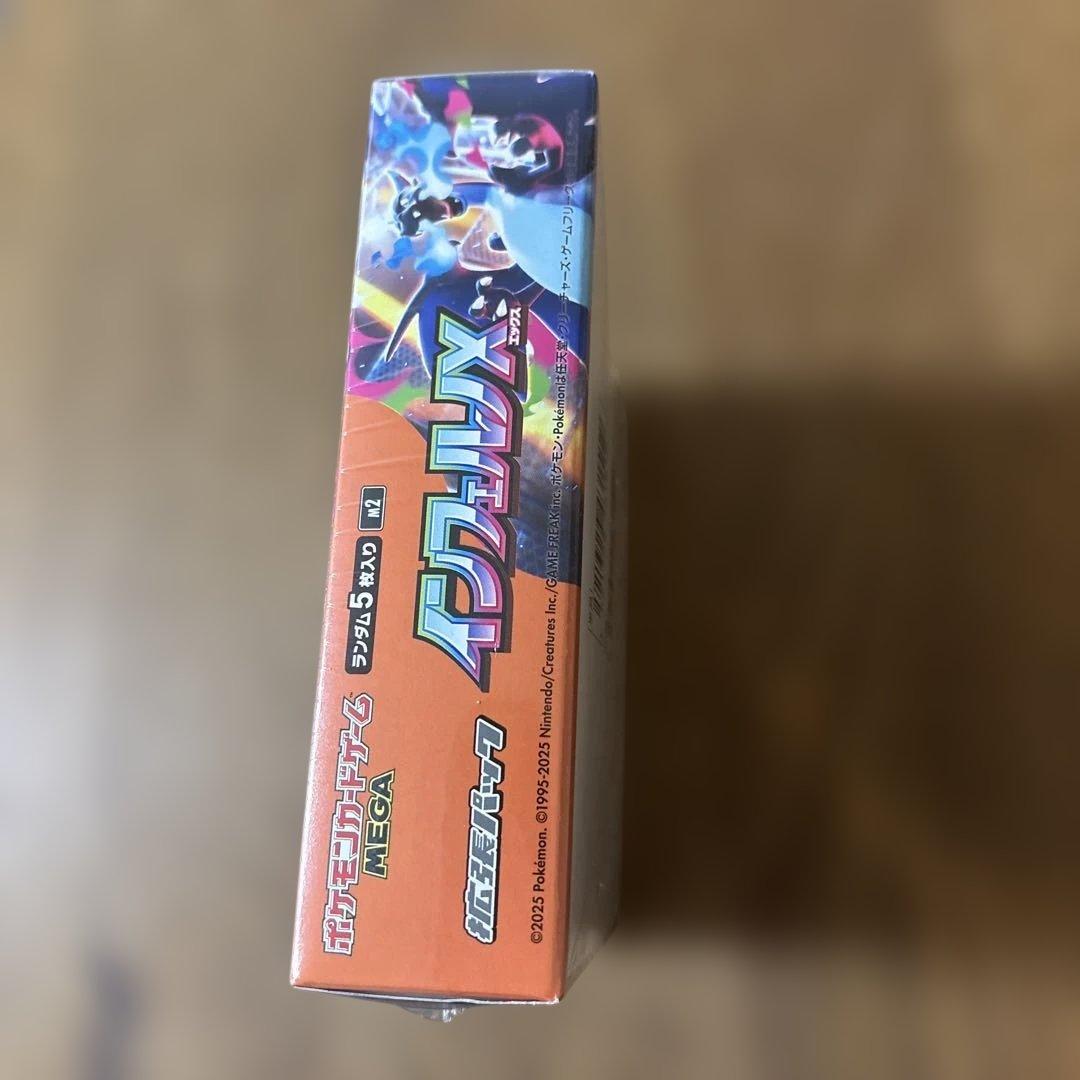 ポケモンカードゲーム™
MEGA
ランダム5枚入り
M2
拡張パック
インフェルノX
エックス
©2025 Pokémon. ©1995-2025 Nintendo/Creatures Inc./GAME FREAK inc. ポケモン・Pokémonは任天堂・クリーチャーズ・ゲームフリーク